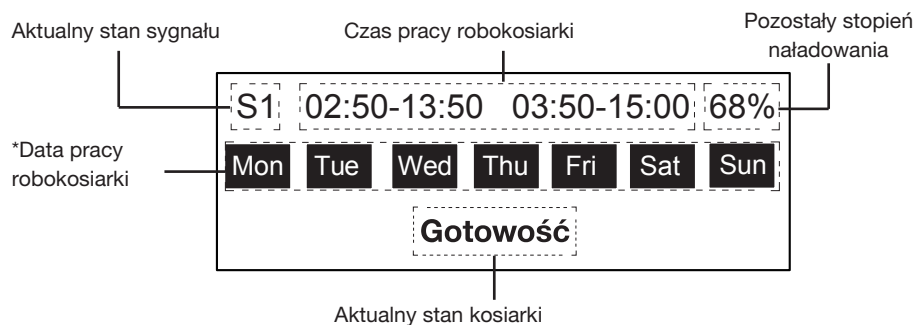 Aktualny stan sygnału
Czas pracy robokosiarki
Pozostały stopień
naładowania
S1 02:50-13:50 03:50-15:00 68%
*Data pracy
robokosiarki
Mon Tue Wed Thu Fri Sat Sun
Gotowość
Aktualny stan kosiarki